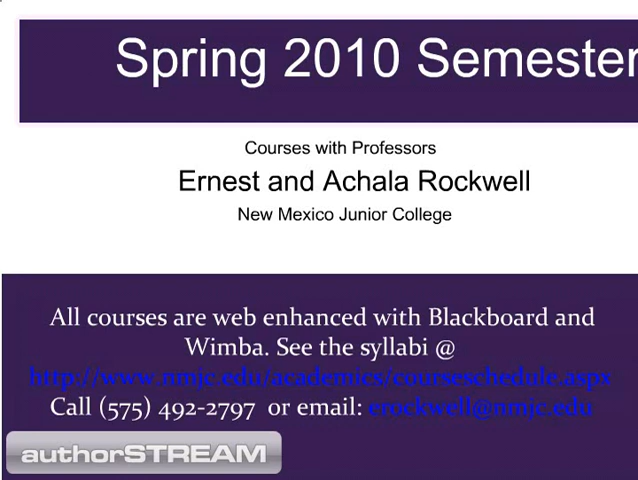 Spring 2010 Semester
Courses with Professors
Ernest and Achala Rockwell
New Mexico Junior College
All courses are web enhanced with Blackboard and
Wimba. See the syllabi @
http://www.nmjc.edu/academics/courseschedule.aspx
Call (575) 492-2797 or email: erockwell@nmjc.edu
authorSTREAM